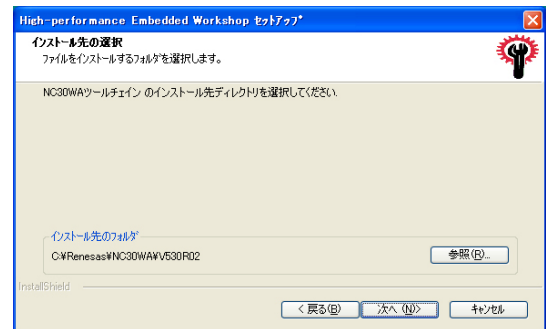 High-performance Embedded Workshop ｾｯﾄｱｯﾌﾟ
インストール先の選択
ファイルをインストールするフォルダを選択します。
NC30WAツールチェイン のインストール先ディレクトリを選択してください.
インストール先のフォルダ
C:¥Renesas¥NC30WA¥V530R02
参照(R)...
InstallShield
< 戻る(B)
次へ (N)>
キャンセル